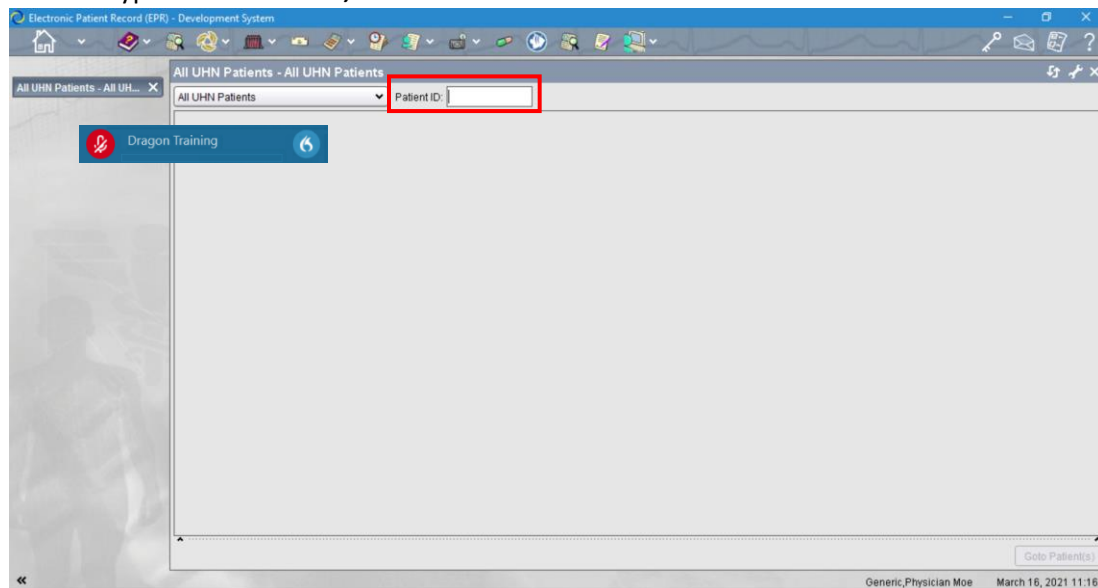 Electronic Patient Record (EPR) - Development System
All UHN Patients - All UHN Patients
All UHN Patients - All UH... X
All UHN Patients
Patient ID:
Dragon Training
Goto Patient(s)
Generic,Physician Moe March 16, 2021 11:16